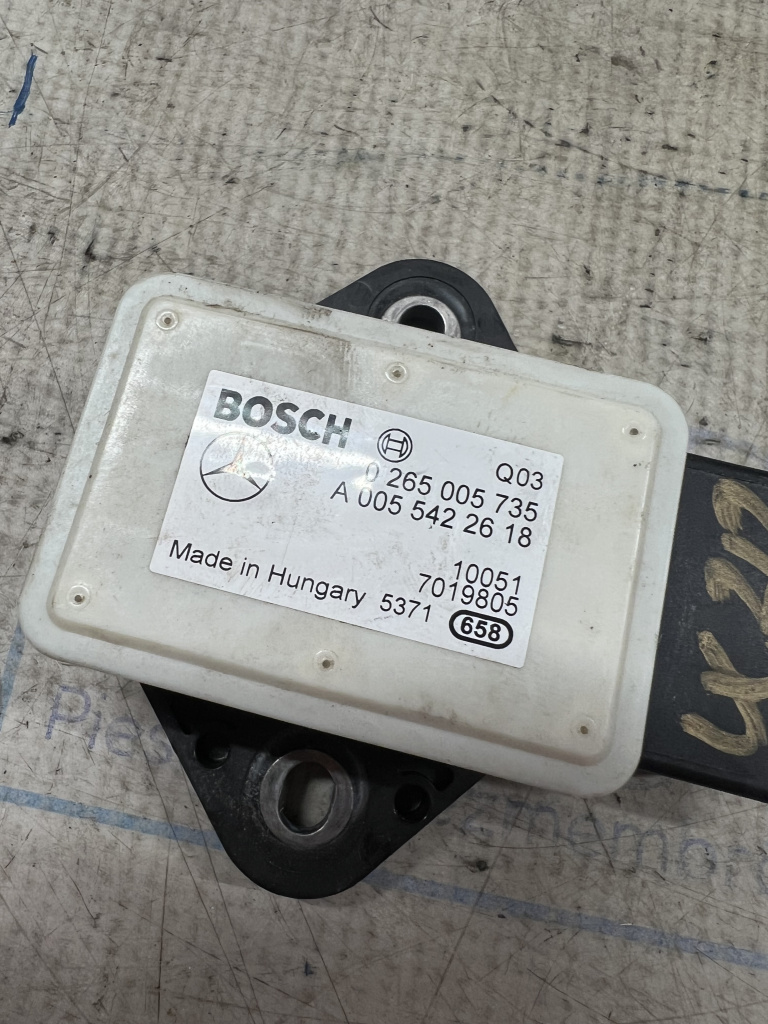 BOSCH
Q03
0 265 005 735
A 005 542 26 18
10051
7019805
Made in Hungary 5371 658